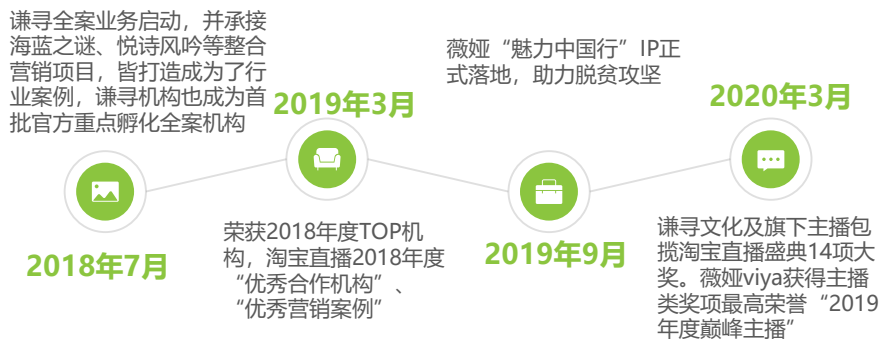 谦寻全案业务启动，并承接
海蓝之谜、悦诗风吟等整合
营销项目，皆打造成为了行
业案例，谦寻机构也成为首
批官方重点孵化全案机构
2018年7月
2019年3月
荣获2018年度TOP机
构，淘宝直播2018年度
“优秀合作机构”、
“优秀营销案例”
薇娅“魅力中国行”IP正
式落地，助力脱贫攻坚
2019年9月
2020年3月
谦寻文化及旗下主播包
揽淘宝直播盛典14项大
奖。薇娅viya获得主播
类奖项最高荣誉“2019
年度巅峰主播”